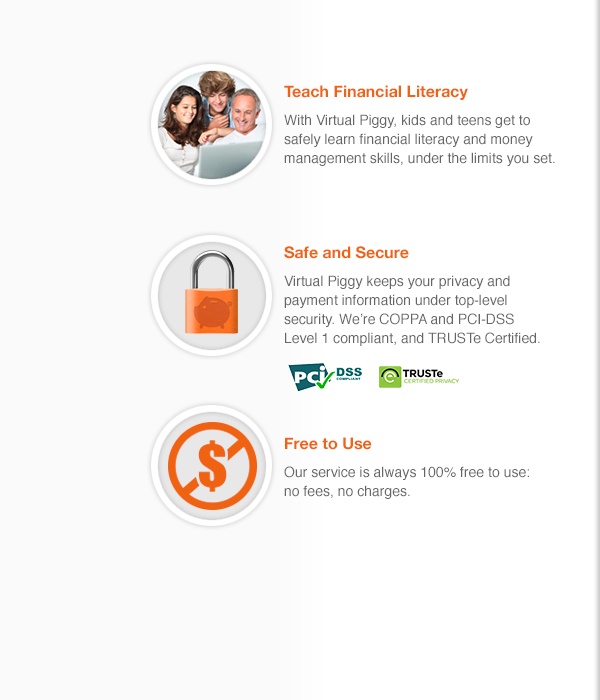 Teach Financial Literacy
With Virtual Piggy, kids and teens get to
safely learn financial literacy and money
management skills, under the limits you set.
Safe and Secure
Virtual Piggy keeps your privacy and
payment information under top-level
security. We’re COPPA and PCI-DSS
Level 1 compliant, and TRUSTe Certified.
PCI DSS
COMPLIANT
e TRUSTe
CERTIFIED PRIVACY
$
Free to Use
Our service is always 100% free to use:
no fees, no charges.